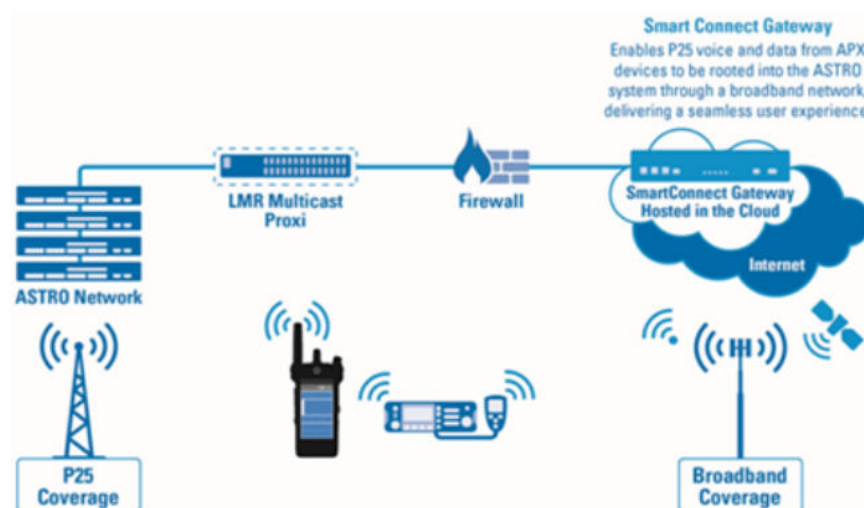 Smart Connect Gateway
Enables P25 voice and data from APX
devices to be rooted into the ASTRO
system through a broadband network,
delivering a seamless user experience
LMR Multicast
Proxi
Firewall
SmartConnect Gateway
Hosted in the Cloud
Internet
ASTRO Network
P25
Coverage
Broadband
Coverage